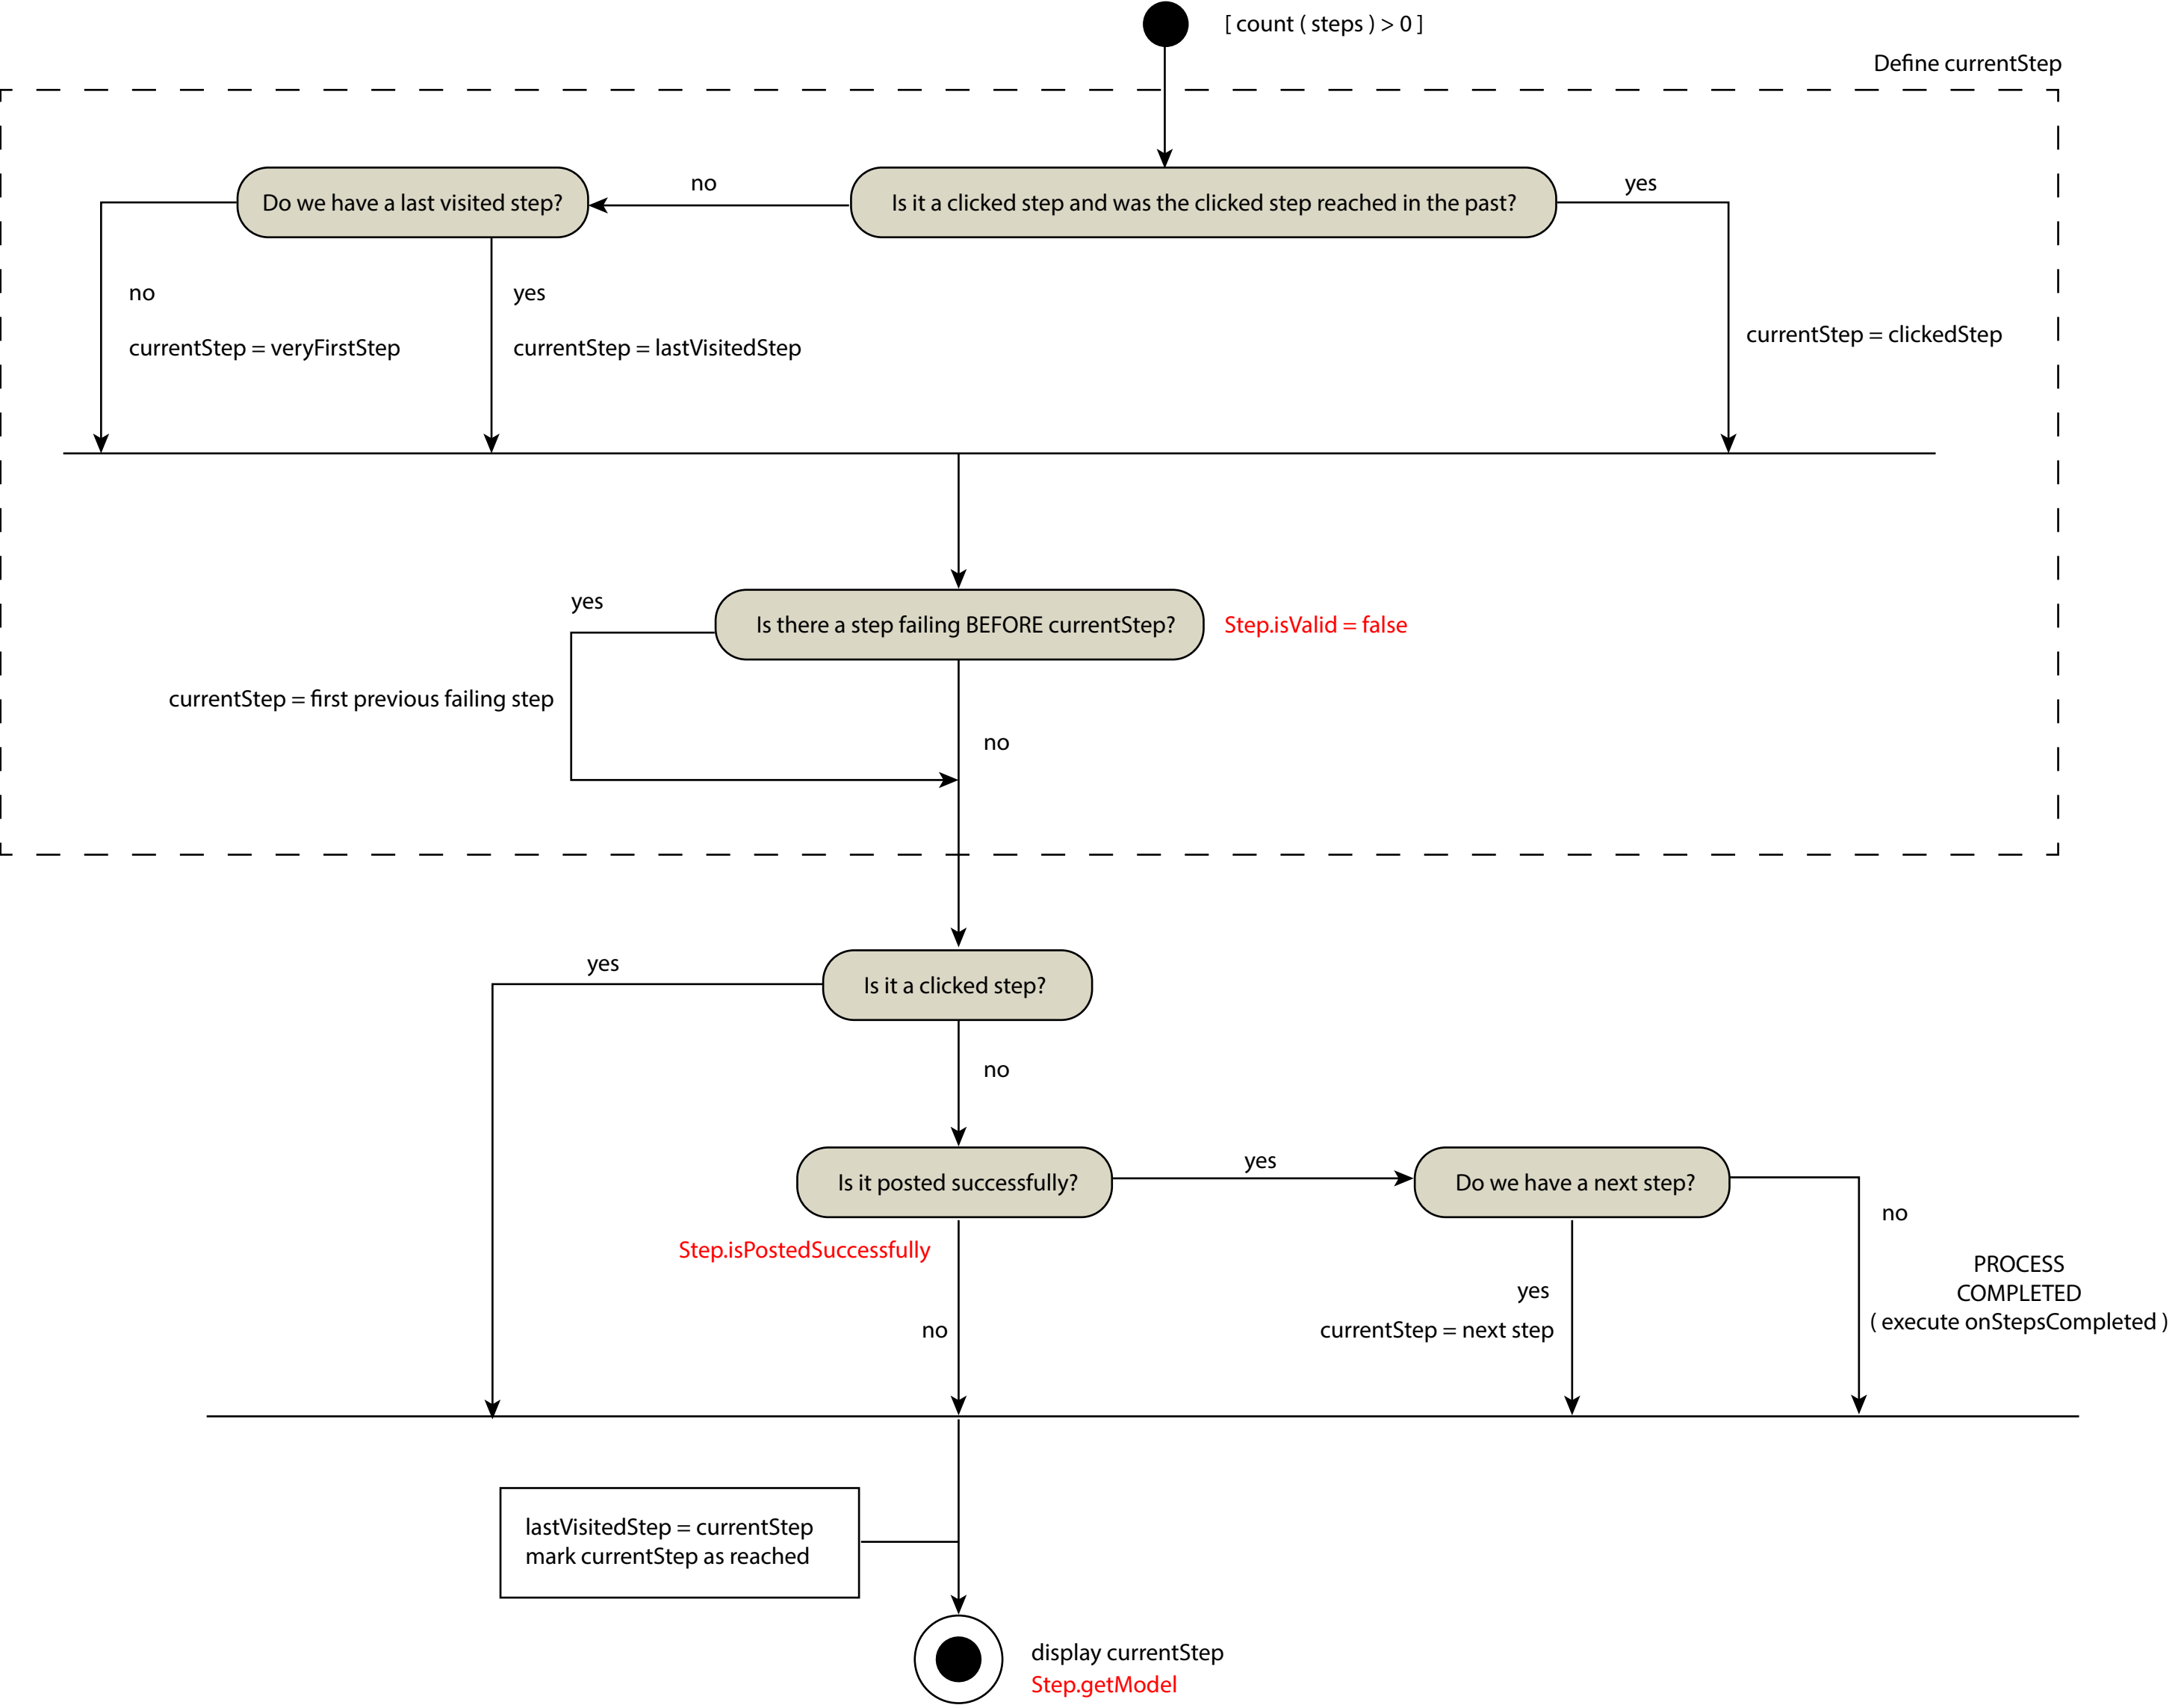 [ count ( steps ) > 0 ]
Define currentStep
Do we have a last visited step?
no
Is it a clicked step and was the clicked step reached in the past?
yes
no
yes
currentStep = veryFirstStep
currentStep = lastVisitedStep
currentStep = clickedStep
yes
Is there a step failing BEFORE currentStep?
Step.isValid = false
currentStep = first previous failing step
no
yes
Is it a clicked step?
no
Is it posted successfully?
yes
Do we have a next step?
no
Step.isPostedSuccessfully
PROCESS
COMPLETED
( execute onStepsCompleted )
yes
no
currentStep = next step
lastVisitedStep = currentStep
mark currentStep as reached
display currentStep
Step.getModel